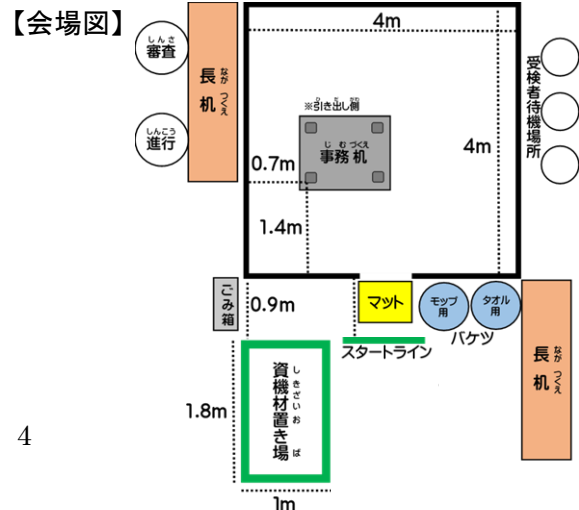 【会場図】
4m
しんさ
審査
なが づくえ
長机
しんこう
進行
※引き出し側
じ む づくえ
事務机
0.7m
1.4m
4m
受検者待機場所
ごみ箱
0.9m
マット
モップ用
タオル用
バケツ
スタートライン
なが づくえ
長机
1.8m
し き ざい お ば
資機材置き場
1m
4